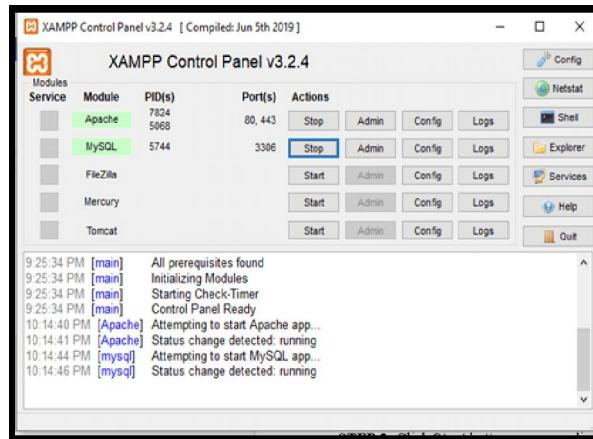 XAMPP Control Panel v3.2.4 [ Compiled: Jun 5th 2019 ]
XAMPP Control Panel v3.2.4
Config
Modules
Service Module PID(s) Port(s) Actions
Netstat
Apache 7824 5068 80, 443 Stop Admin Config Logs
Shell
MySQL 5744 3306 Stop Admin Config Logs
Explorer
FileZilla Start Admin Config Logs
Services
Mercury Start Admin Config Logs
Help
Tomcat Start Admin Config Logs
Quit
9:25:34 PM [main] All prerequisites found
9:25:34 PM [main] Initializing Modules
9:25:34 PM [main] Starting Check-Timer
9:25:34 PM [main] Control Panel Ready
10:14:40 PM [Apache] Attempting to start Apache app...
10:14:41 PM [Apache] Status change detected: running
10:14:44 PM [mysql] Attempting to start MySQL app...
10:14:46 PM [mysql] Status change detected: running